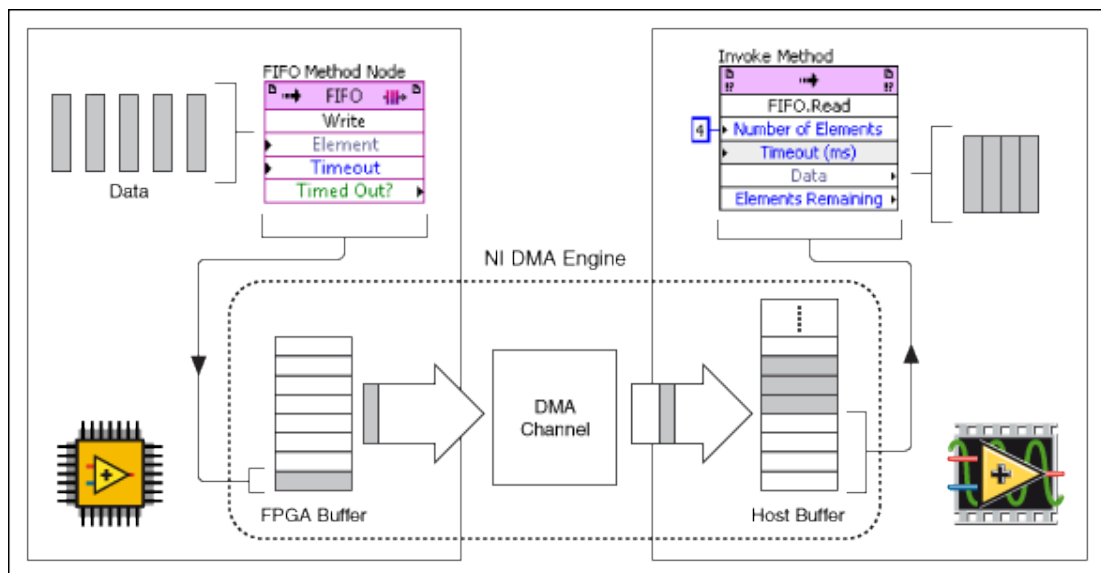 FIFO Method Node
FIFO
Write
Element
Timeout
Timed Out?
Data
Invoke Method
FIFO.Read
4
Number of Elements
Timeout (ms)
Data
Elements Remaining
NI DMA Engine
DMA
Channel
FPGA Buffer
Host Buffer